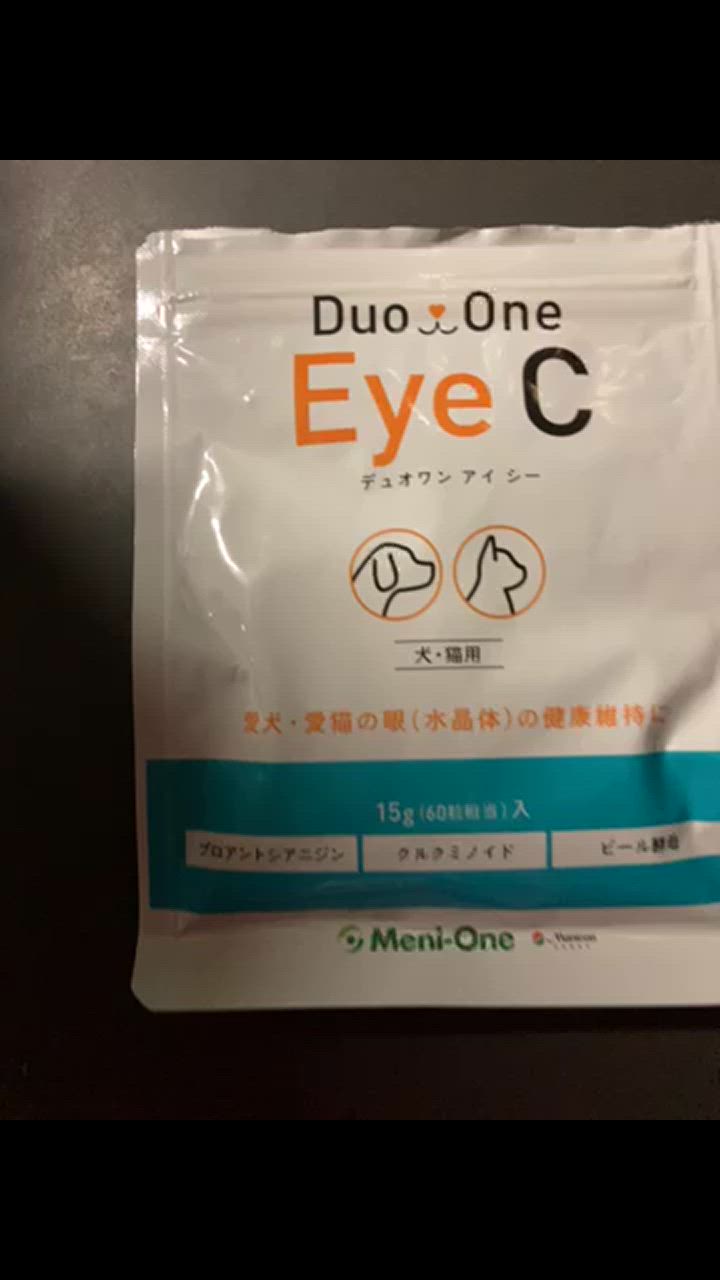 Duo One
Eye C
デュオワン アイ シー
犬・猫用
愛犬・愛猫の眼(水晶体)の健康維持に
15g(60粒相当)入
プロアントシアニジン クルクミノイド ビール酵母
Meni-One